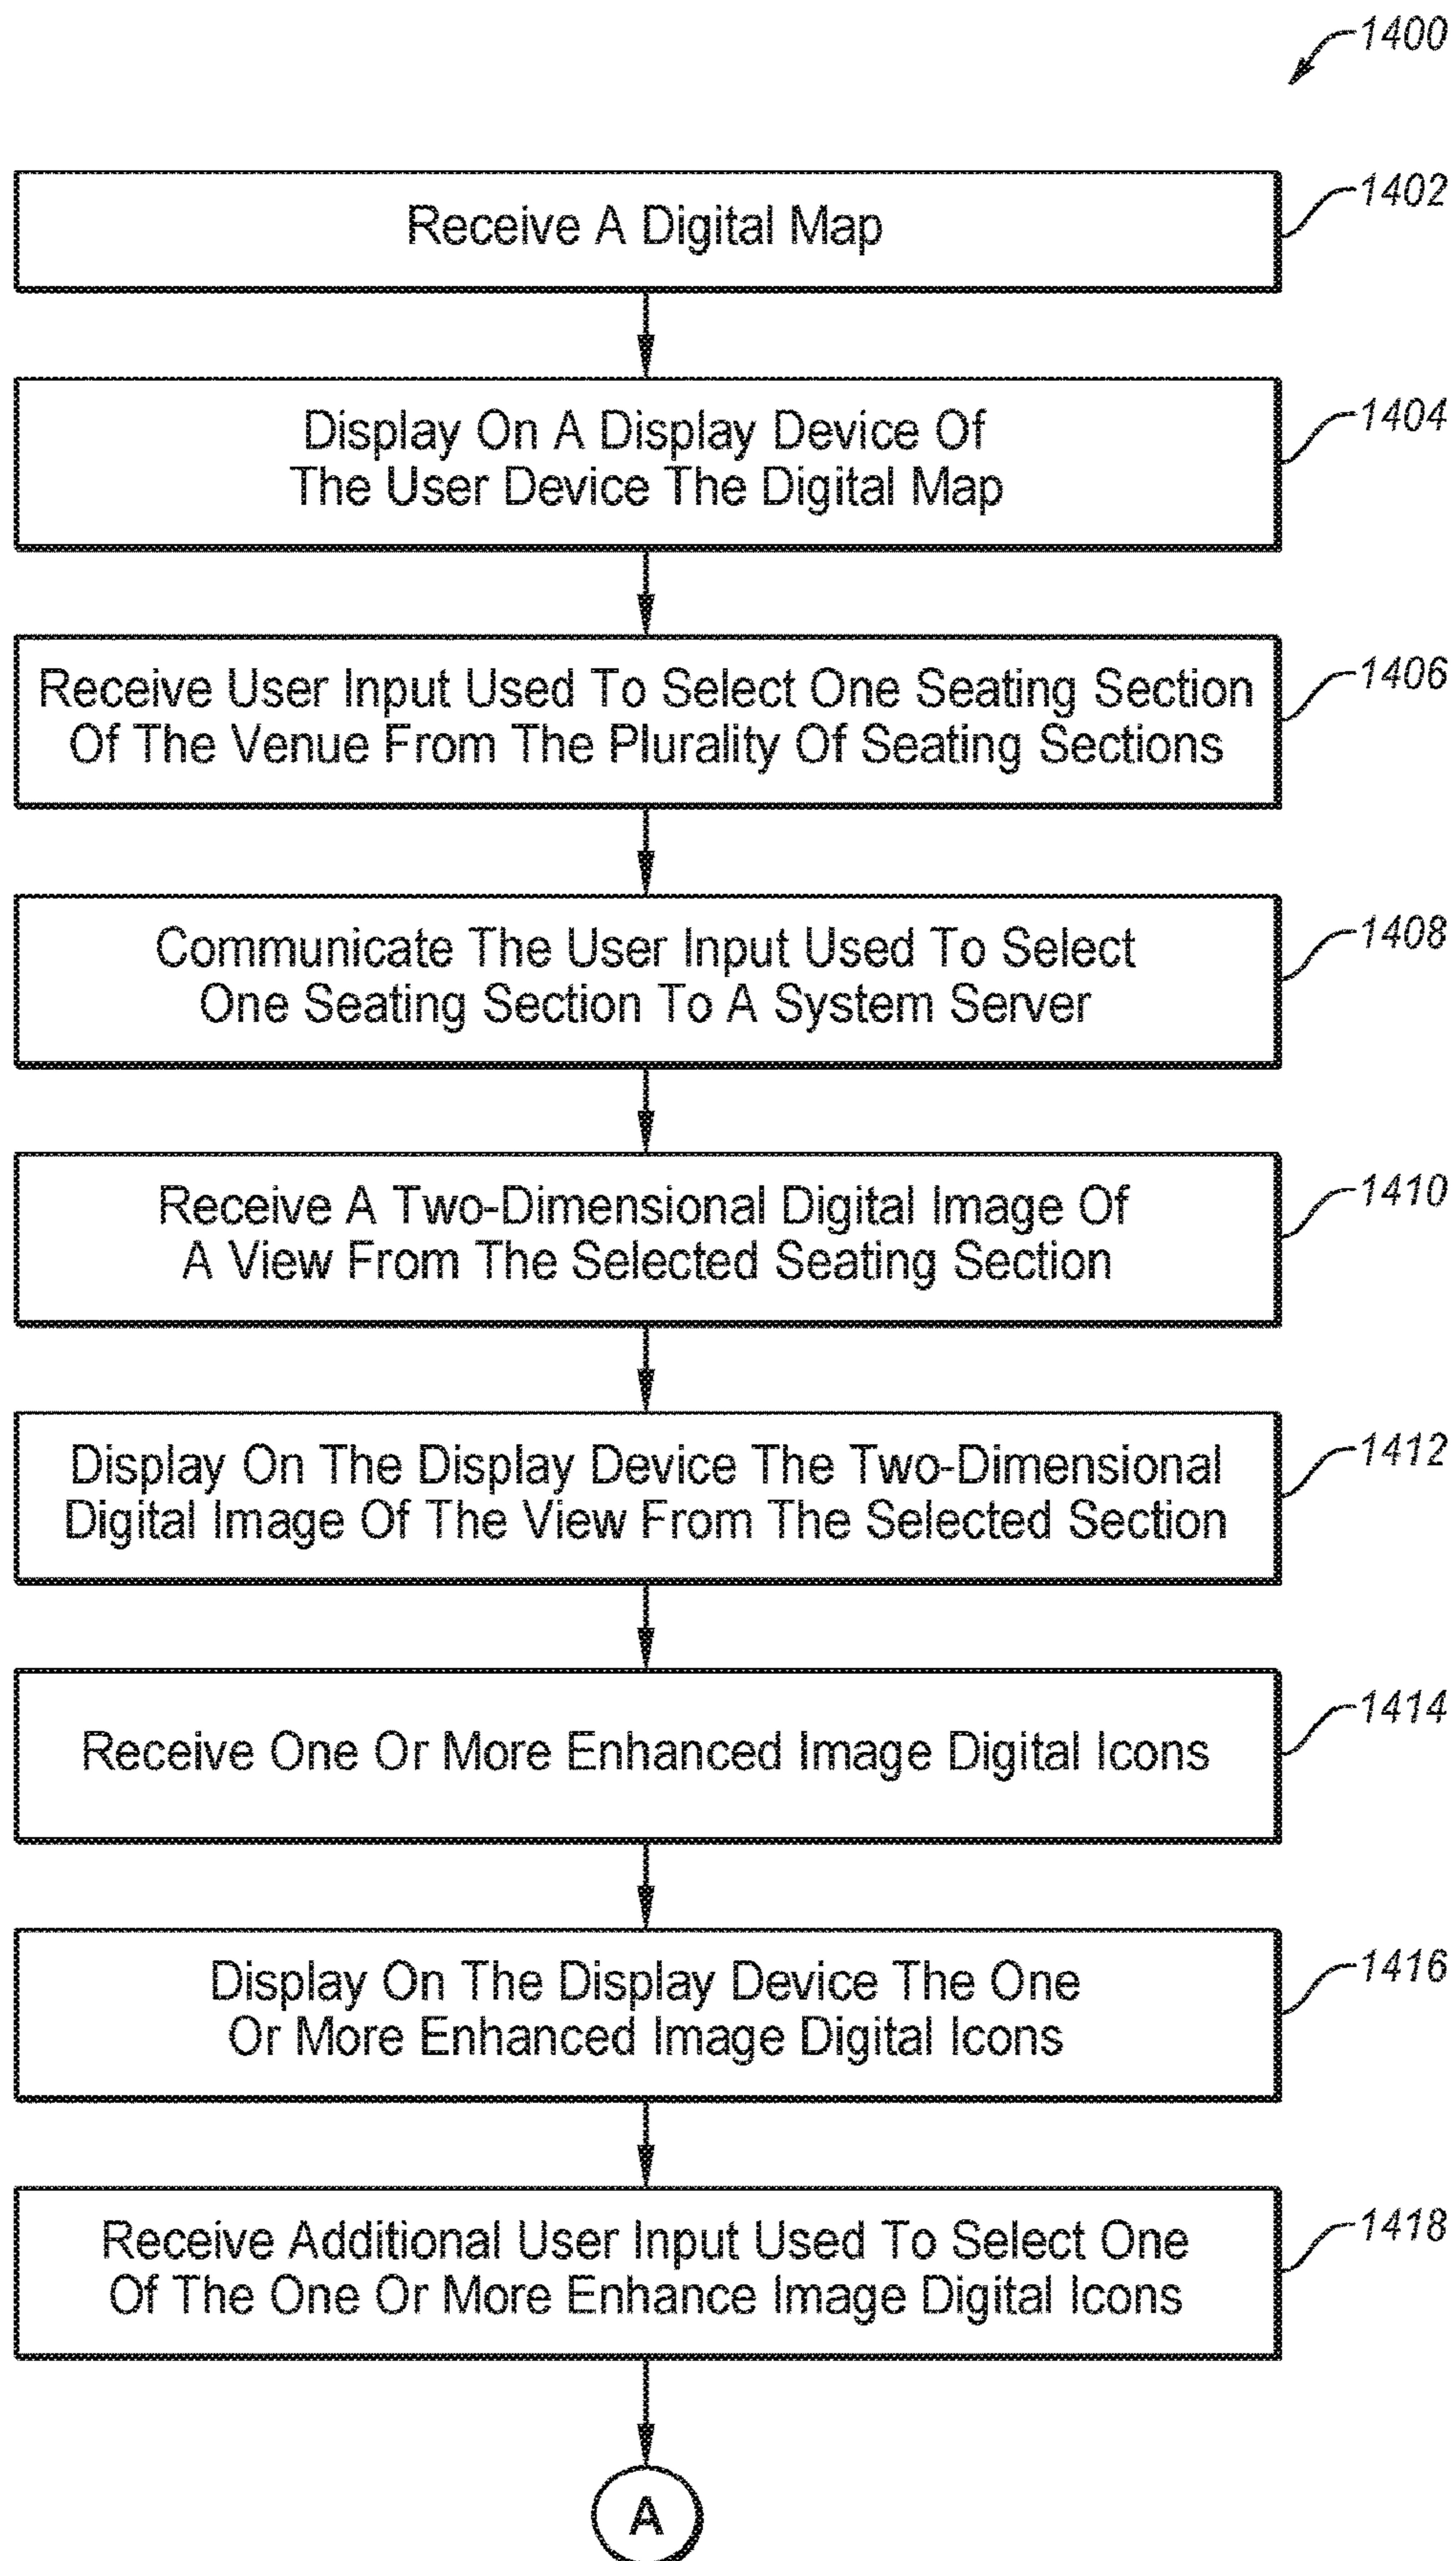 1400
Receive A Digital Map
1402
Display On A Display Device Of
The User Device The Digital Map
1404
Receive User Input Used To Select One Seating Section
Of The Venue From The Plurality Of Seating Sections
1406
Communicate The User Input Used To Select
One Seating Section To A System Server
1408
Receive A Two-Dimensional Digital Image Of
A View From The Selected Seating Section
1410
Display On The Display Device The Two-Dimensional
Digital Image Of The View From The Selected Section
1412
Receive One Or More Enhanced Image Digital Icons
1414
Display On The Display Device The One
Or More Enhanced Image Digital Icons
1416
Receive Additional User Input Used To Select One
Of The One Or More Enhance Image Digital Icons
1418
A